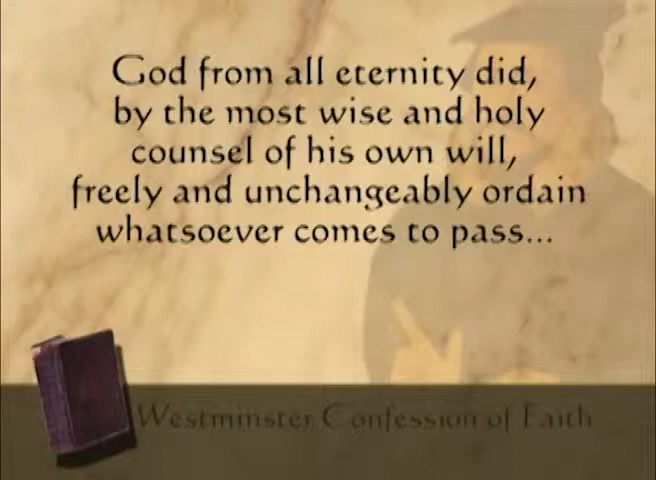 God from all eternity did,
by the most wise and holy
counsel of his own will,
freely and unchangeably ordain
whatsoever comes to pass...
Westminster Confession of Faith